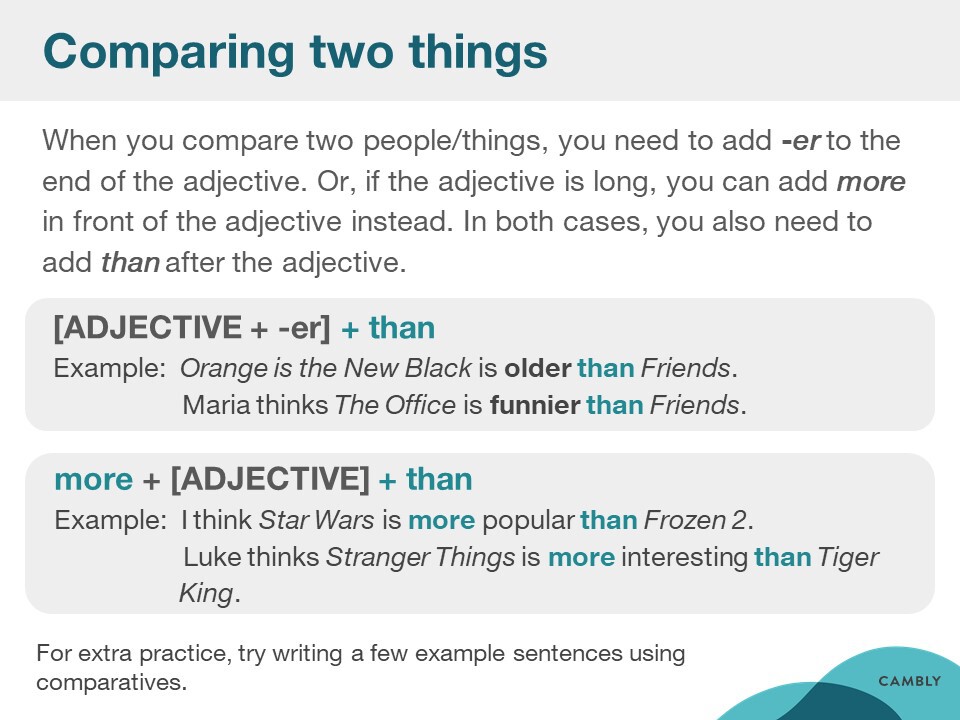 Comparing two things
When you compare two people/things, you need to add -er to the
end of the adjective. Or, if the adjective is long, you can add more
in front of the adjective instead. In both cases, you also need to
add than after the adjective.
[ADJECTIVE + -er] + than
Example: Orange is the New Black is older than Friends.
Maria thinks The Office is funnier than Friends.
more + [ADJECTIVE] + than
Example: I think Star Wars is more popular than Frozen 2.
Luke thinks Stranger Things is more interesting than Tiger
King.
For extra practice, try writing a few example sentences using
comparatives.
CAMBLY